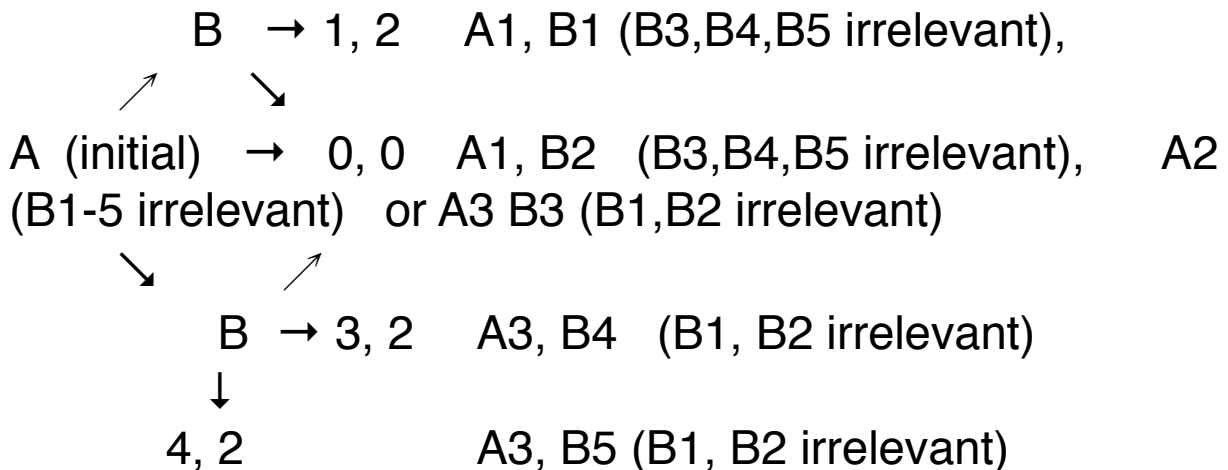 B → 1, 2 A1, B1 (B3,B4,B5 irrelevant),
↗ ↘
A (initial) → 0, 0 A1, B2 (B3,B4,B5 irrelevant), A2
(B1-5 irrelevant) or A3 B3 (B1,B2 irrelevant)
↘ ↗
B → 3, 2 A3, B4 (B1, B2 irrelevant)
↓
4, 2 A3, B5 (B1, B2 irrelevant)